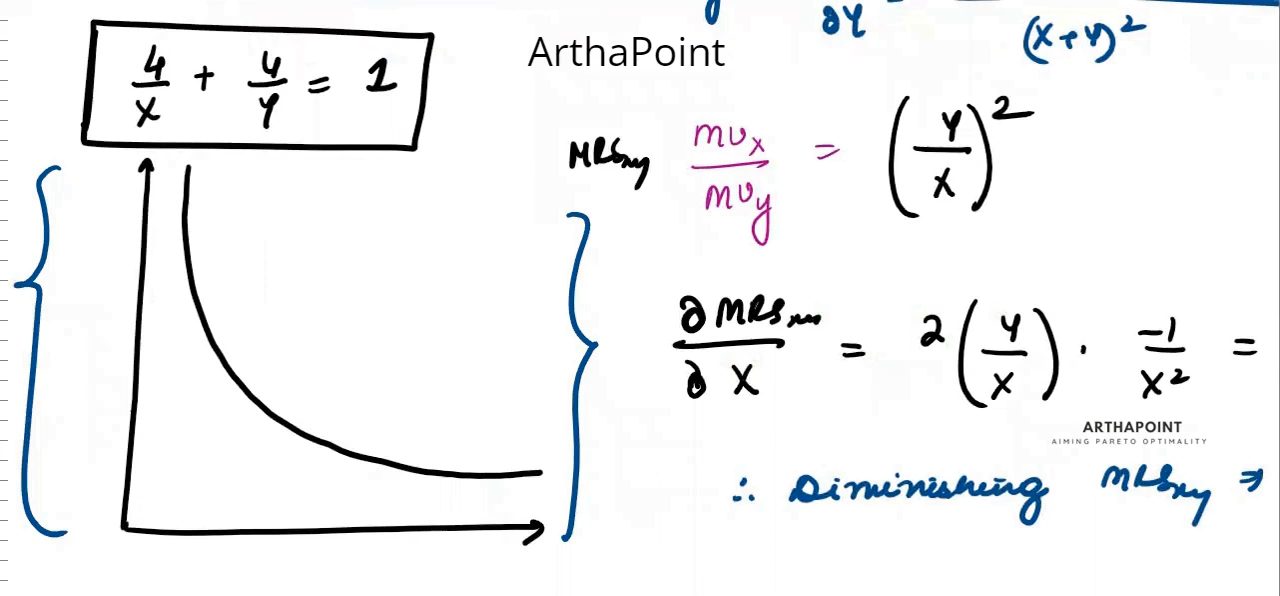 ∂Y
(X+Y)²
4/X + 4/Y = 1
ArthaPoint
MRSxy MUx/MUy = (Y/X)²
∂MRSxy/∂X = 2(Y/X) · -1/X² =
ARTHAPOINT
AIMING PARETO OPTIMALITY
∴ Diminishing MRSxy ⇒